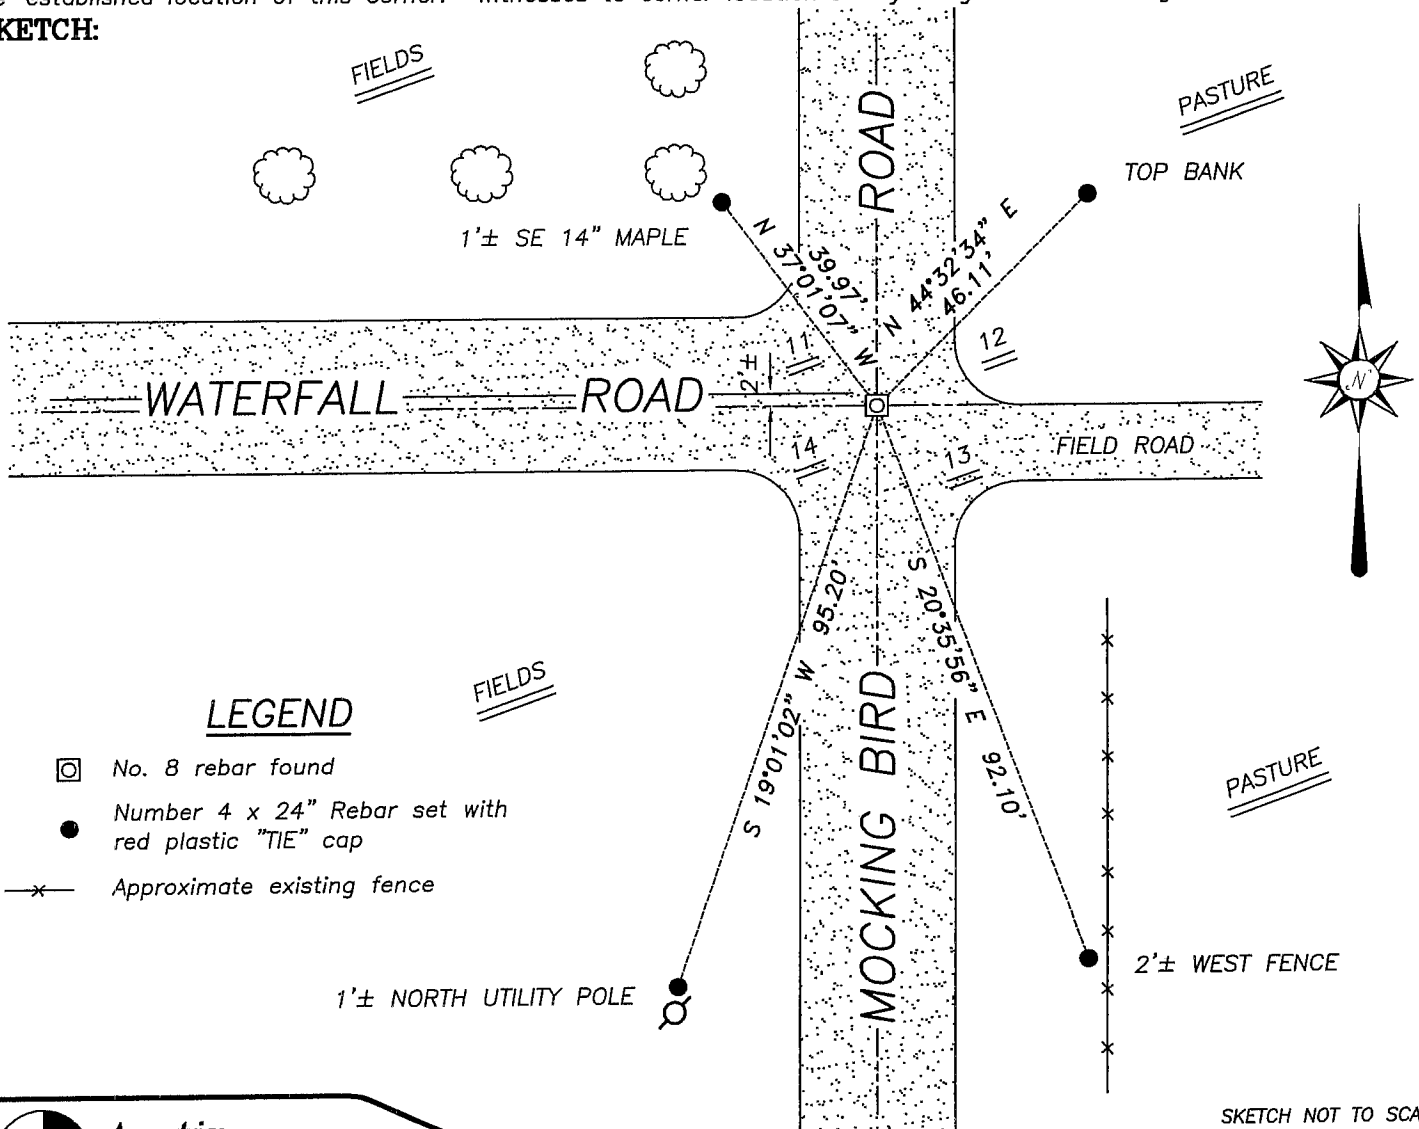 SKETCH:
FIELDS
PASTURE
TOP BANK
1'± SE 14" MAPLE
N 37°01'07" W
39.97'
N 44°32'34" E
46.11'
ROAD
11
12
2'±
WATERFALL ROAD
14
13
FIELD ROAD
N
S 19°01'02" W 95.20'
S 20°35'56" E 92.10'
MOCKING BIRD
FIELDS
PASTURE
LEGEND
No. 8 rebar found
Number 4 x 24" Rebar set with
red plastic "TIE" cap
Approximate existing fence
1'± NORTH UTILITY POLE
2'± WEST FENCE
SKETCH NOT TO SCA